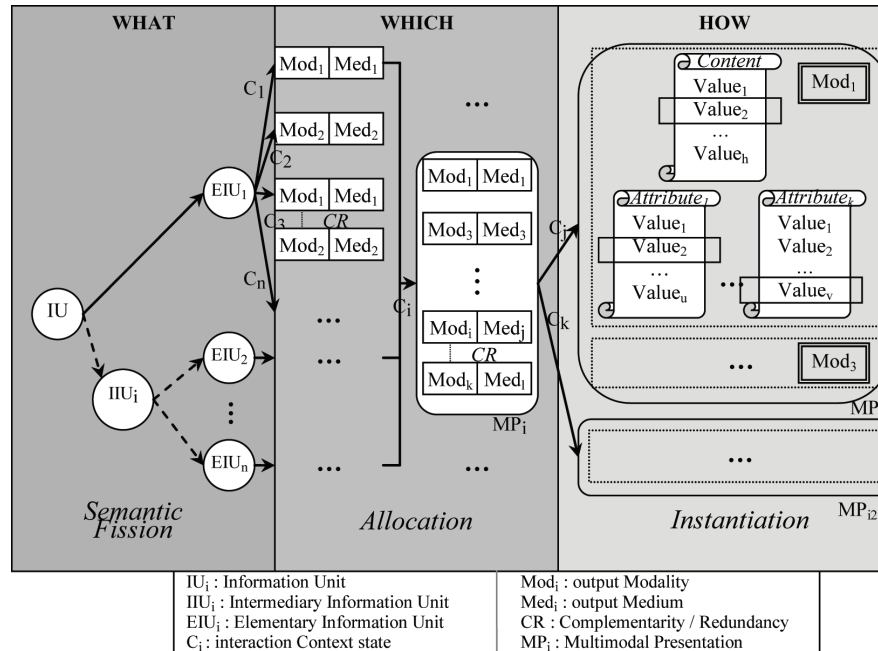 WHAT
WHICH
HOW
Mod1 Med1
Content
Value1
Value2
...
Valueh
Mod1
C1
...
Mod2 Med2
C2
EIU1
Mod1 Med1
C3 CR
Mod2 Med2
Cn
Mod1 Med1
Mod3 Med3
Ci
Modi Medj
CR
Modk Medl
MPi
Cj
Ck
Attribute1
Value1
Value2
...
Valueu
...
Attributek
Value1
Value2
...
Valuev
IU
...
EIU2
...
IIUi
EIUn
...
...
...
Mod3
MP
...
MPi2
Semantic
Fission
Allocation
Instantiation
IUi : Information Unit
IIUi : Intermediary Information Unit
EIUi : Elementary Information Unit
Ci : interaction Context state
Modi : output Modality
Medi : output Medium
CR : Complementarity / Redundancy
MPi : Multimodal Presentation